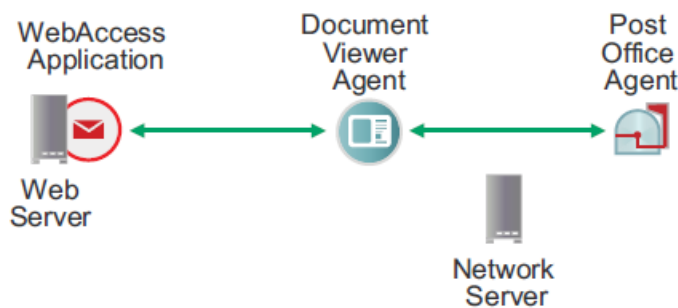 WebAccess
Application
Document
Viewer
Agent
Post
Office
Agent
Web
Server
Network
Server